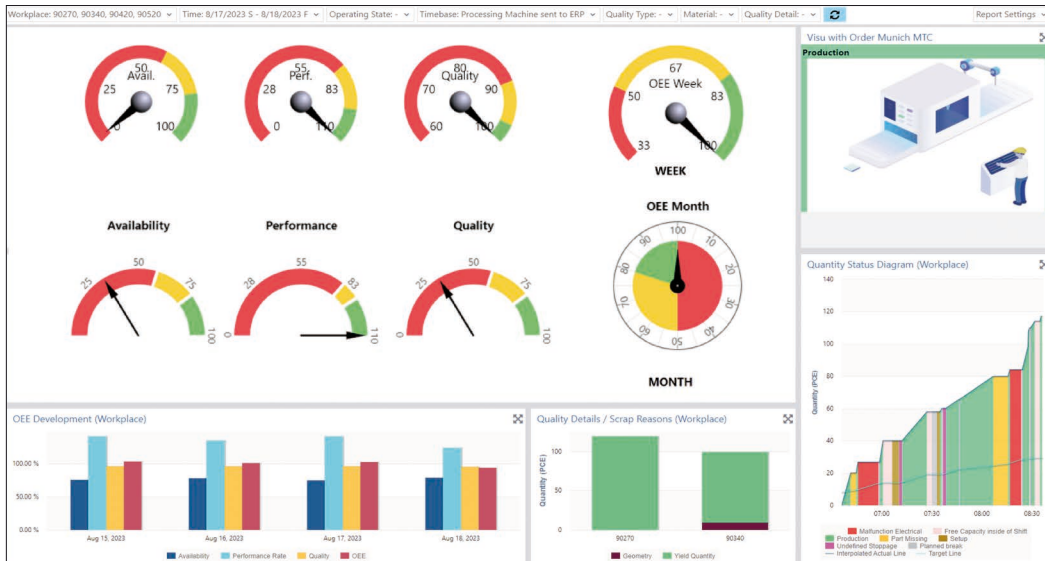 Workplace: 90270, 90340, 90420, 90520
Time: 8/17/2023 S - 8/18/2023 F
Operating State: -
Timebase: Processing Machine sent to ERP
Quality Type: -
Material: -
Quality Detail: -
Report Settings
50
Avail.
25 75
0 100
55
Perf.
28 83
0 110
80
Quality
70 90
60 100
67
OEE Week
50 83
33 100
WEEK
Availability
25 50 75 100
0
Performance
28 55 83 110
0
Quality
25 50 75 100
0
OEE Month
100
90 10
80 20
70 30
60 40
50
MONTH
Visu with Order Munich MTC
Production
OEE Development (Workplace)
100.00 %
50.00 %
0.00 %
Aug 15, 2023 Aug 16, 2023 Aug 17, 2023 Aug 18, 2023
Availability Performance Rate Quality OEE
Quality Details / Scrap Reasons (Workplace)
Quantity (PCE)
100
50
0
90270 90340
Geometry Yield Quantity
Quantity Status Diagram (Workplace)
Quantity (PCE)
140
120
100
80
60
40
20
0
07:00 07:30 08:00 08:30
Malfunction Electrical Free Capacity inside of Shift
Production Part Missing Setup
Undefined Stoppage Planned break
Interpolated Actual Line Target Line